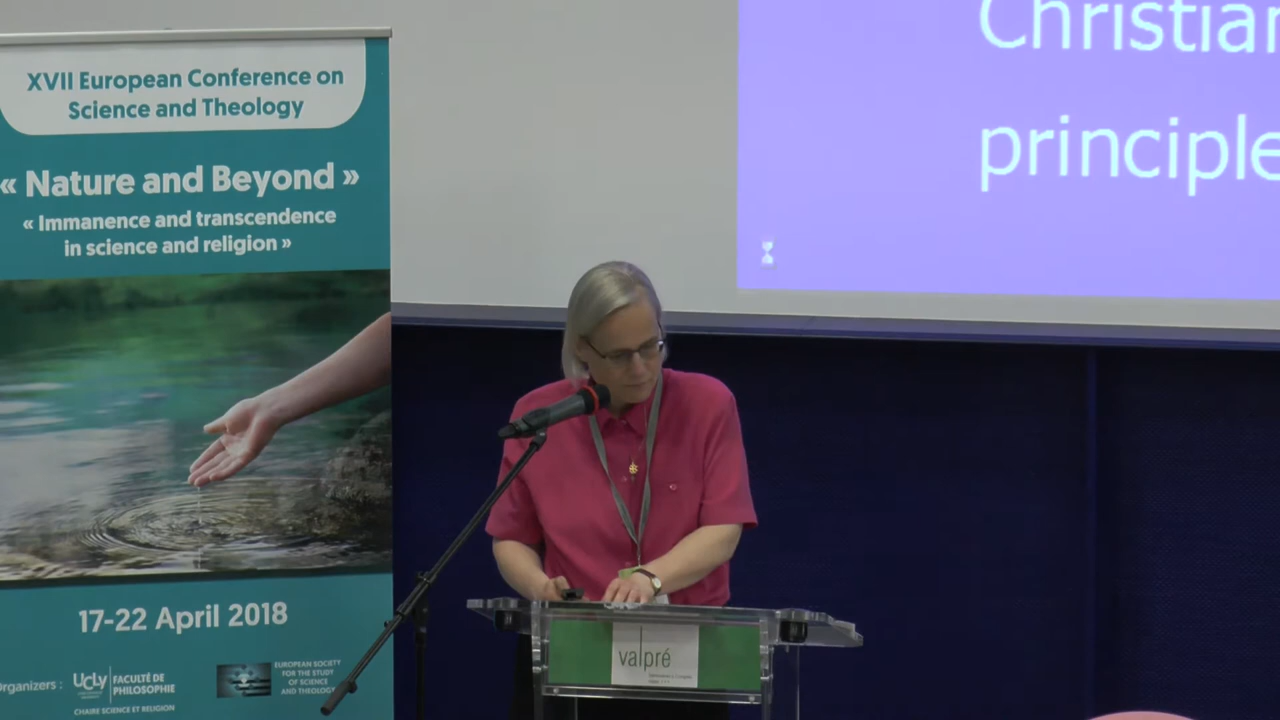 XVII European Conference on
Science and Theology
« Nature and Beyond »
« Immanence and transcendence
in science and religion »
17-22 April 2018
Organizers :
UCLy
FACULTÉ DE
PHILOSOPHIE
CHAIRE SCIENCE ET RELIGION
EUROPEAN SOCIETY
FOR THE STUDY
OF SCIENCE
AND THEOLOGY
Christian
principle
valpré